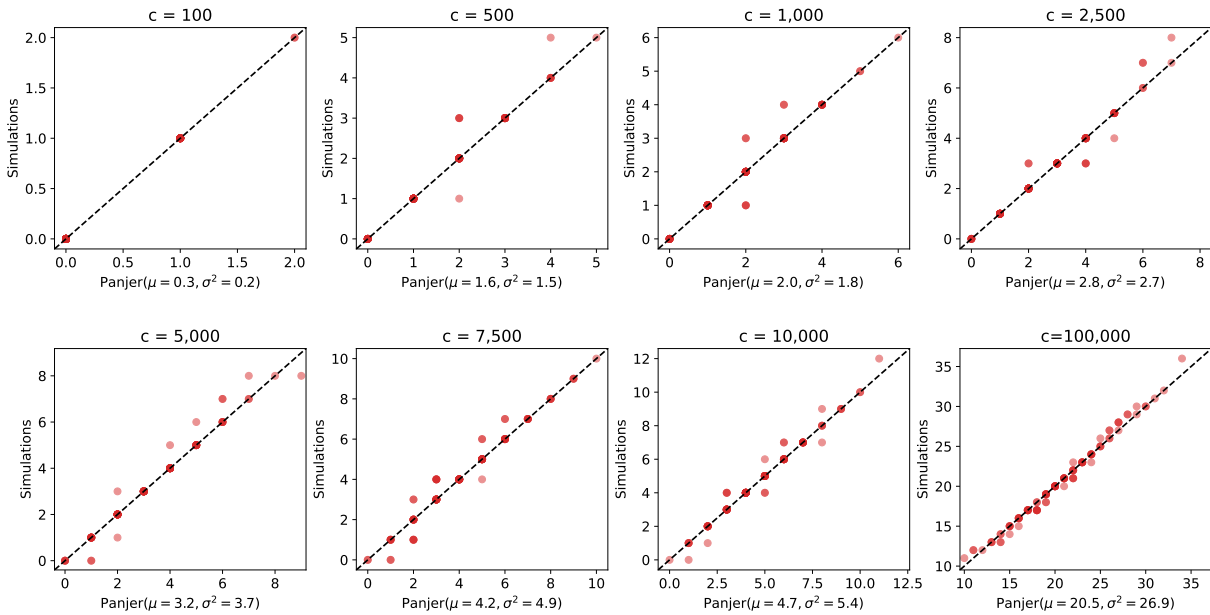 c = 100
c = 500
c = 1,000
c = 2,500
2.0
1.5
1.0
0.5
0.0
Simulations
0.0 0.5 1.0 1.5 2.0
Panjer(μ = 0.3, σ² = 0.2)
5
4
3
2
1
0
Simulations
0 1 2 3 4 5
Panjer(μ = 1.6, σ² = 1.5)
6
5
4
3
2
1
0
Simulations
0 2 4 6
Panjer(μ = 2.0, σ² = 1.8)
8
6
4
2
0
Simulations
0 2 4 6 8
Panjer(μ = 2.8, σ² = 2.7)
c = 5,000
c = 7,500
c = 10,000
c=100,000
8
6
4
2
0
Simulations
0 2 4 6 8
Panjer(μ = 3.2, σ² = 3.7)
10
8
6
4
2
0
Simulations
0 2 4 6 8 10
Panjer(μ = 4.2, σ² = 4.9)
12
10
8
6
4
2
0
Simulations
0.0 2.5 5.0 7.5 10.0 12.5
Panjer(μ = 4.7, σ² = 5.4)
35
30
25
20
15
10
Simulations
10 15 20 25 30 35
Panjer(μ = 20.5, σ² = 26.9)